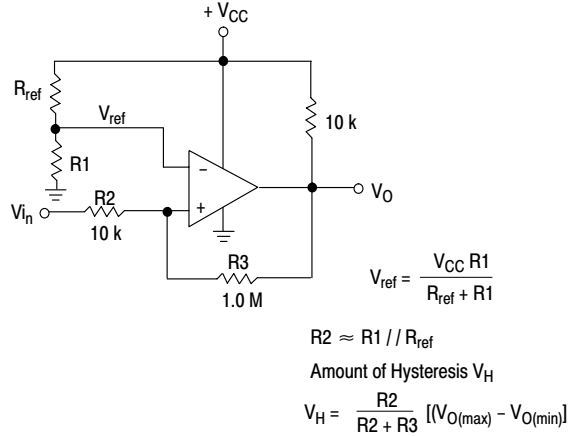 + VCC
Rref
Vref
10 k
R1
–
VO
Vin
R2
+
10 k
R3
1.0 M
Vref = VCC R1 / Rref + R1
R2 ≈ R1 / / Rref
Amount of Hysteresis VH
VH = R2 / R2 + R3 [(VO(max) – VO(min)]